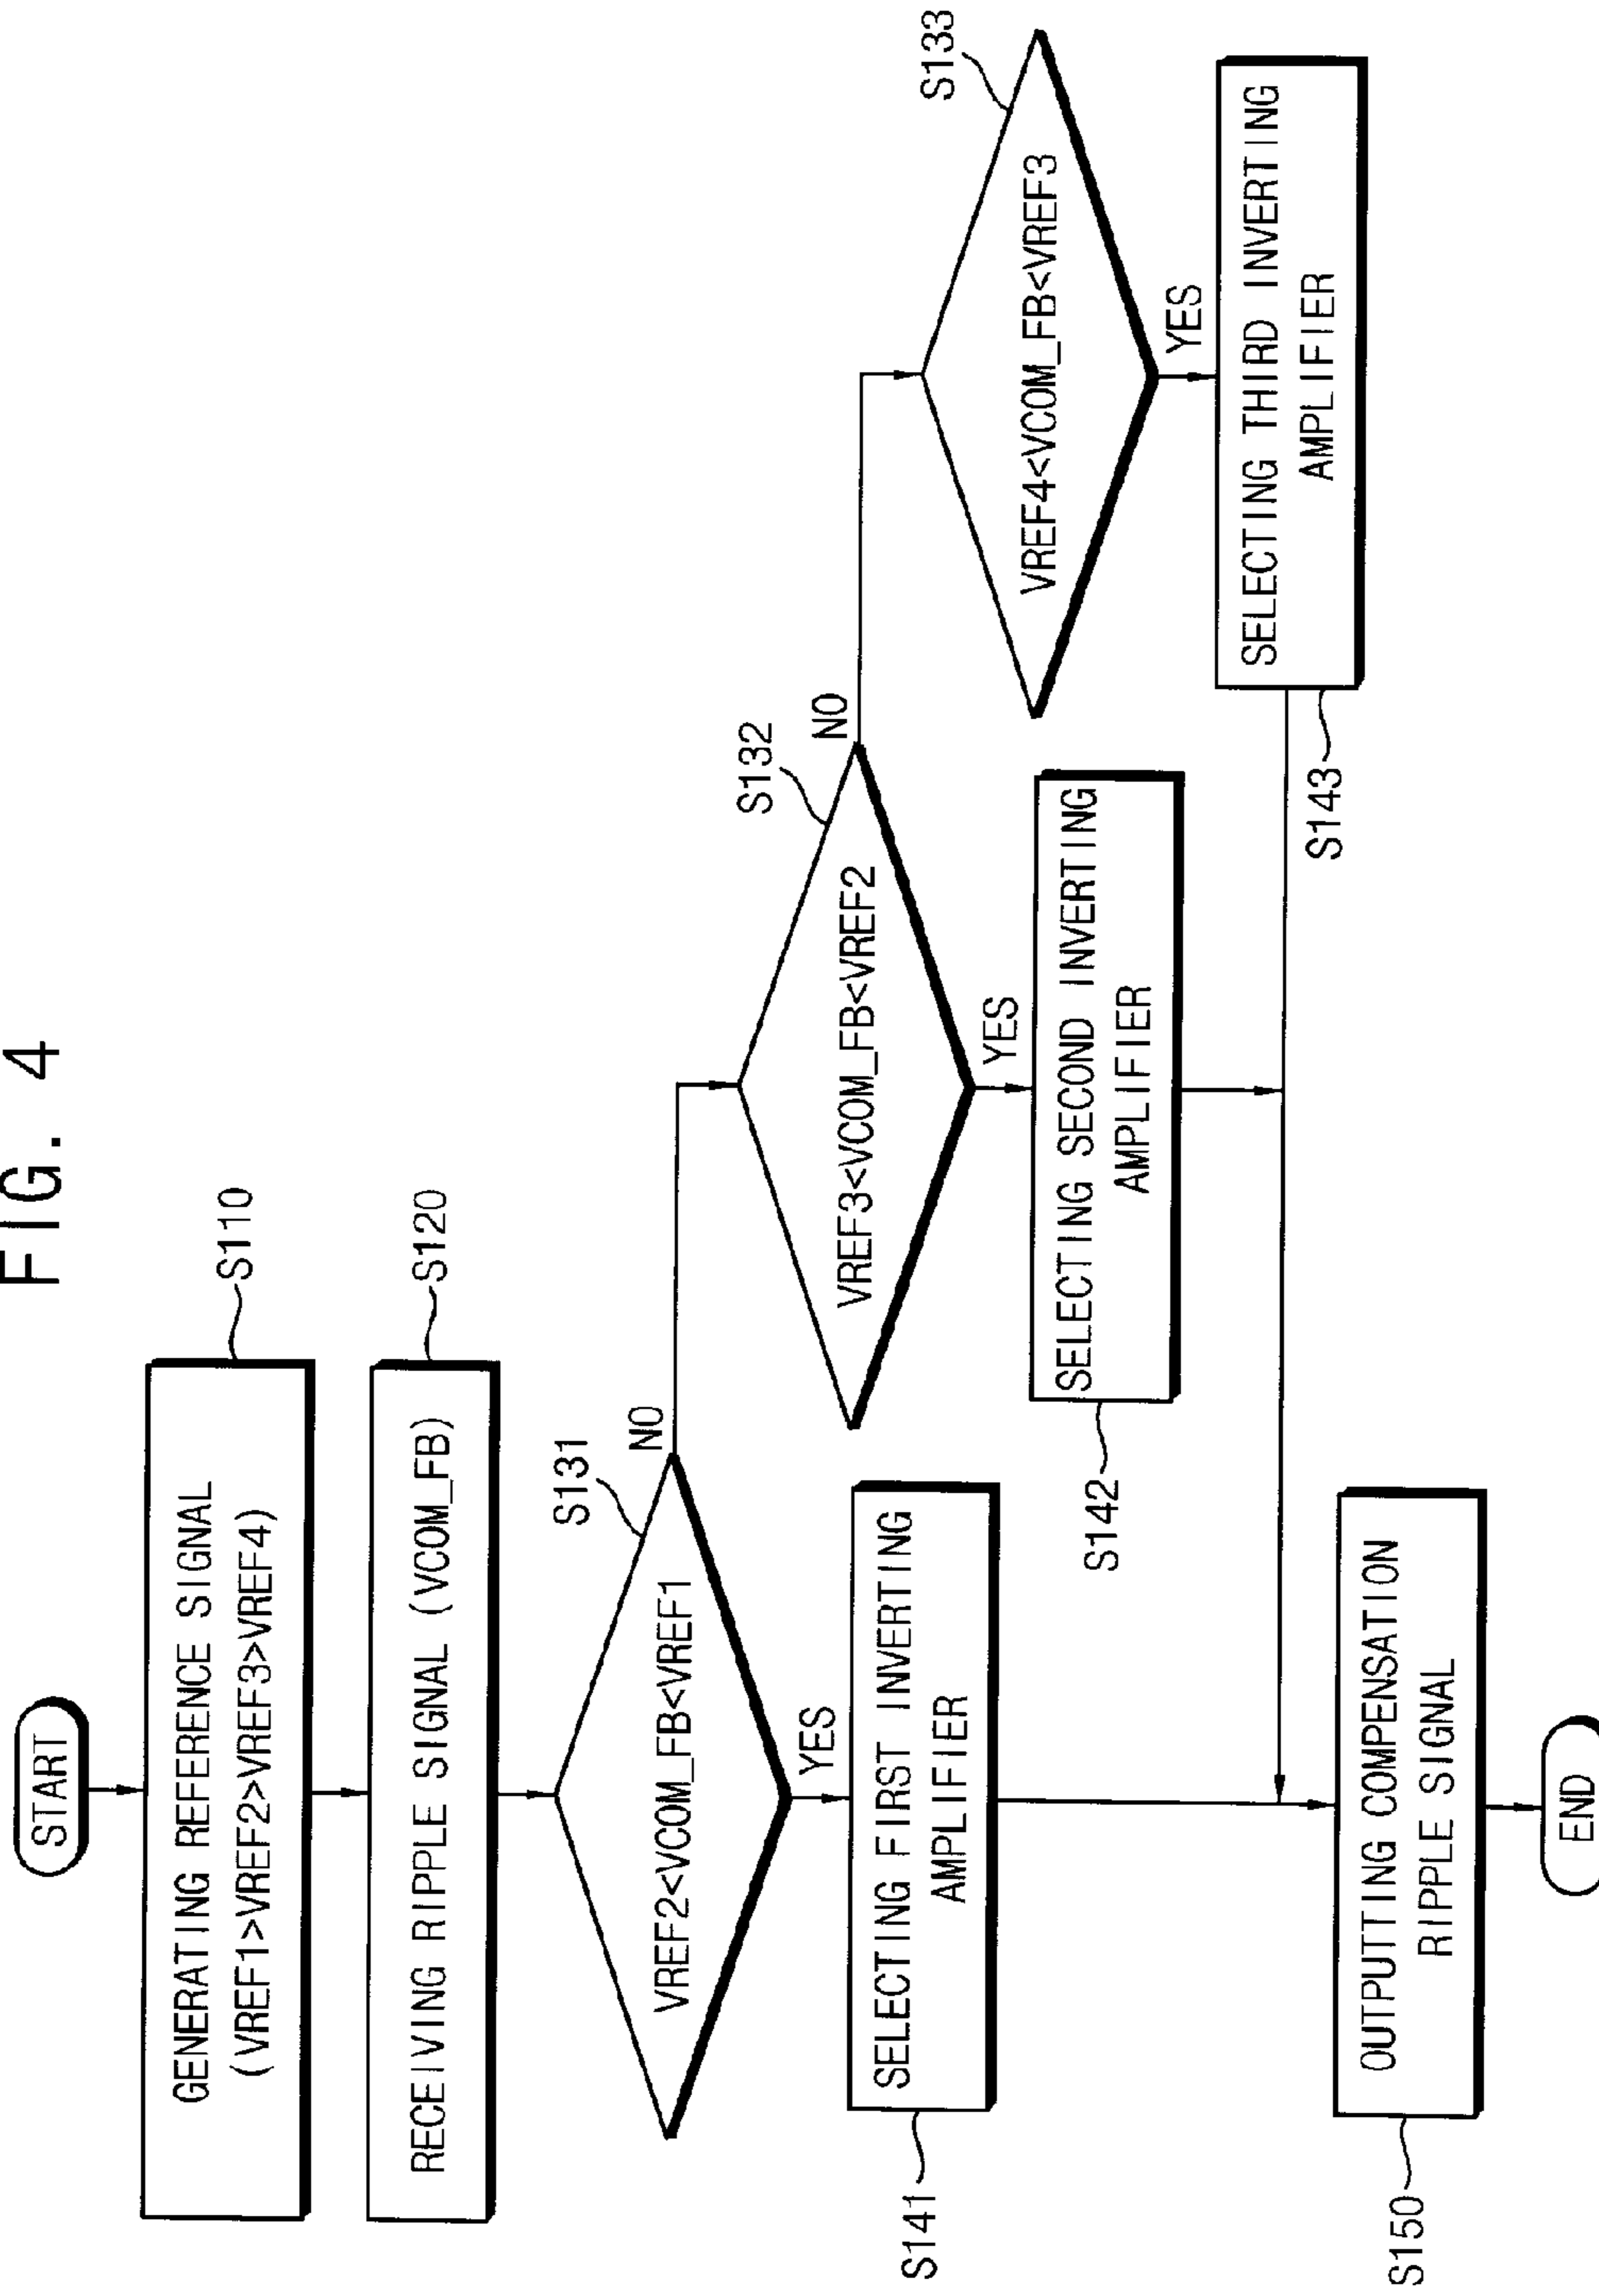 FIG. 4
START
GENERATING REFERENCE SIGNAL
(VREF1>VREF2>VREF3>VREF4)
S110
RECEIVING RIPPLE SIGNAL (VCOM_FB)
S120
VREF2<VCOM_FB<VREF1
S131
NO
YES
VREF3<VCOM_FB<VREF2
S132
NO
YES
VREF4<VCOM_FB<VREF3
S133
YES
SELECTING FIRST INVERTING
AMPLIFIER
S141
SELECTING SECOND INVERTING
AMPLIFIER
S142
SELECTING THIRD INVERTING
AMPLIFIER
S143
OUTPUTTING COMPENSATION
RIPPLE SIGNAL
S150
END